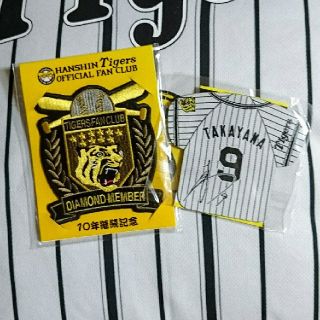 HANSHIN Tigers
OFFICIAL FAN CLUB
TIGERS FAN CLUB
DIAMOND MEMBER
10年継続記念
TAKAYAMA
9
Tigers